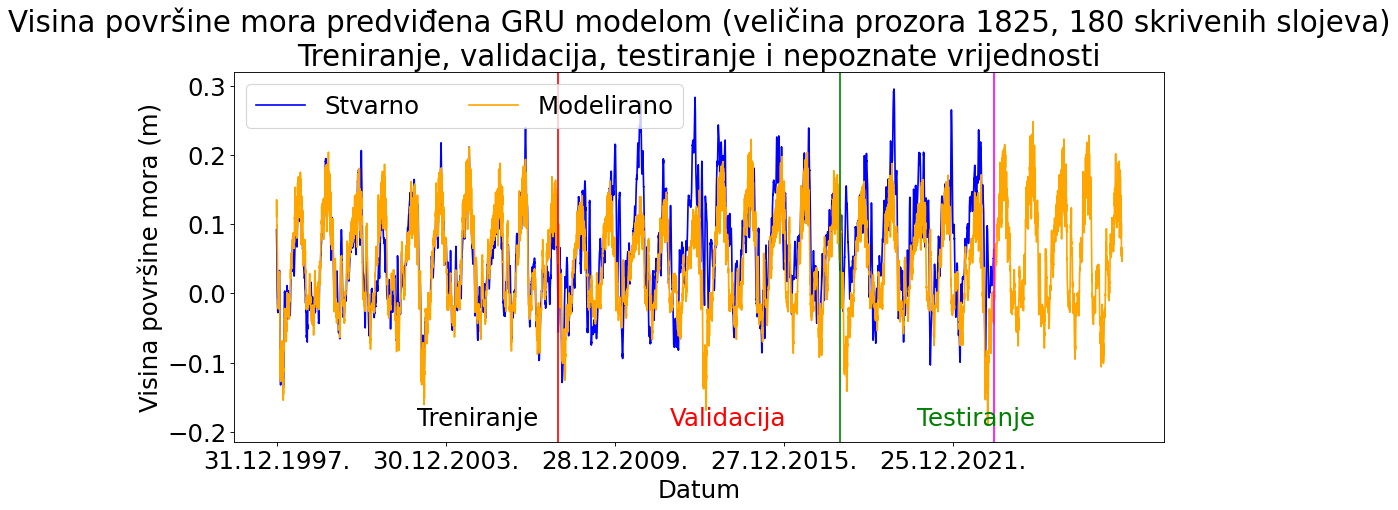 Visina površine mora predviđena GRU modelom (veličina prozora 1825, 180 skrivenih slojeva)
Treniranje, validacija, testiranje i nepoznate vrijednosti
Stvarno Modelirano
Visina površine mora (m)
0.3
0.2
0.1
0.0
−0.1
−0.2
Treniranje Validacija Testiranje
31.12.1997. 30.12.2003. 28.12.2009. 27.12.2015. 25.12.2021.
Datum